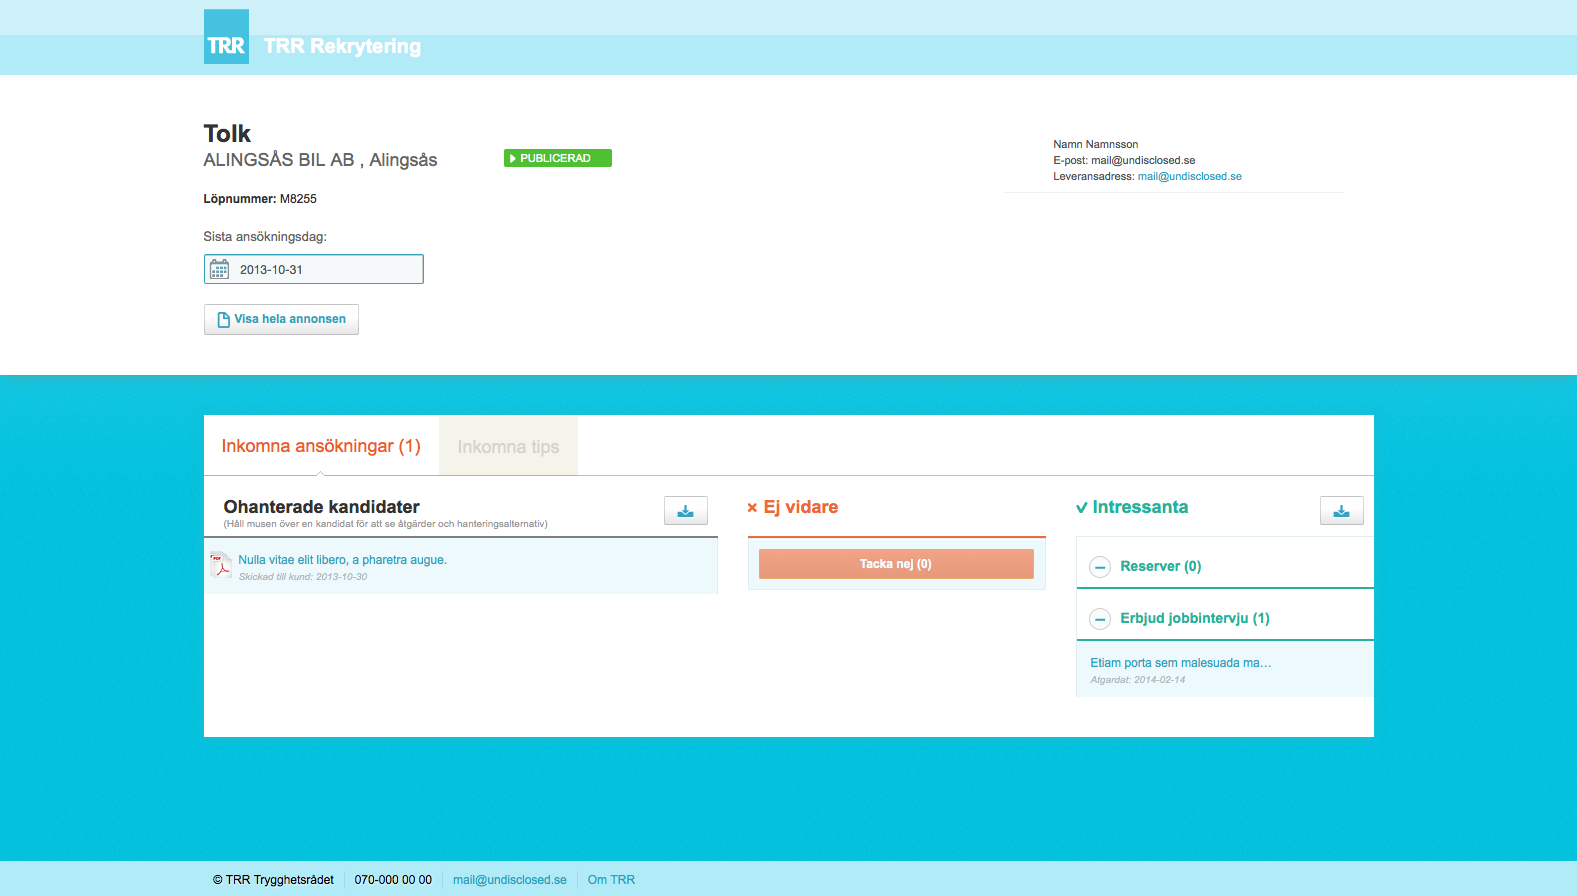 TRR
TRR Rekrytering
Tolk
ALINGSÅS BIL AB , Alingsås
PUBLICERAD
Namn Namnsson
E-post: mail@undisclosed.se
Leveransadress: mail@undisclosed.se
Löpnummer: M8255
Sista ansökningsdag:
2013-10-31
Visa hela annonsen
Inkomna ansökningar (1)
Inkomna tips
Ohanterade kandidater
(Håll musen över en kandidat för att se åtgärder och hanteringsalternativ)
PDF
Nulla vitae elit libero, a pharetra augue.
Skickad till kund: 2013-10-30
Ej vidare
Tacka nej (0)
Intressanta
Reserver (0)
Erbjud jobbintervju (1)
Etiam porta sem malesuada ma…
Atgardat: 2014-02-14
© TRR Trygghetsrådet
070-000 00 00
mail@undisclosed.se
Om TRR